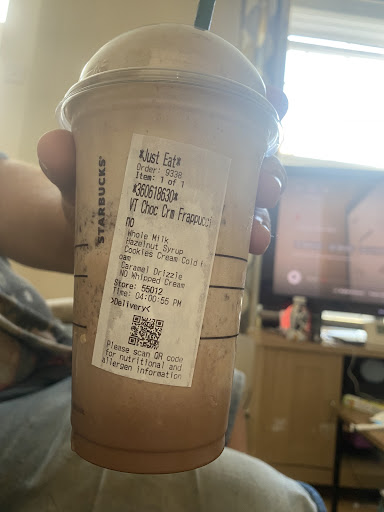 STARBUCKS
*Just Eat*
Order: 9336
Item: 1 of 1
*360618630*
VT Choc Crm Frappucci
no
Whole Milk
Hazelnut Syrup
Cookies Cream Cold F
oam
Caramel Drizzle
NO Whipped Cream
Store: 55012
Time: 04:00:55 PM
>Delivery<
Please scan QR code
for nutritional and
allergen information